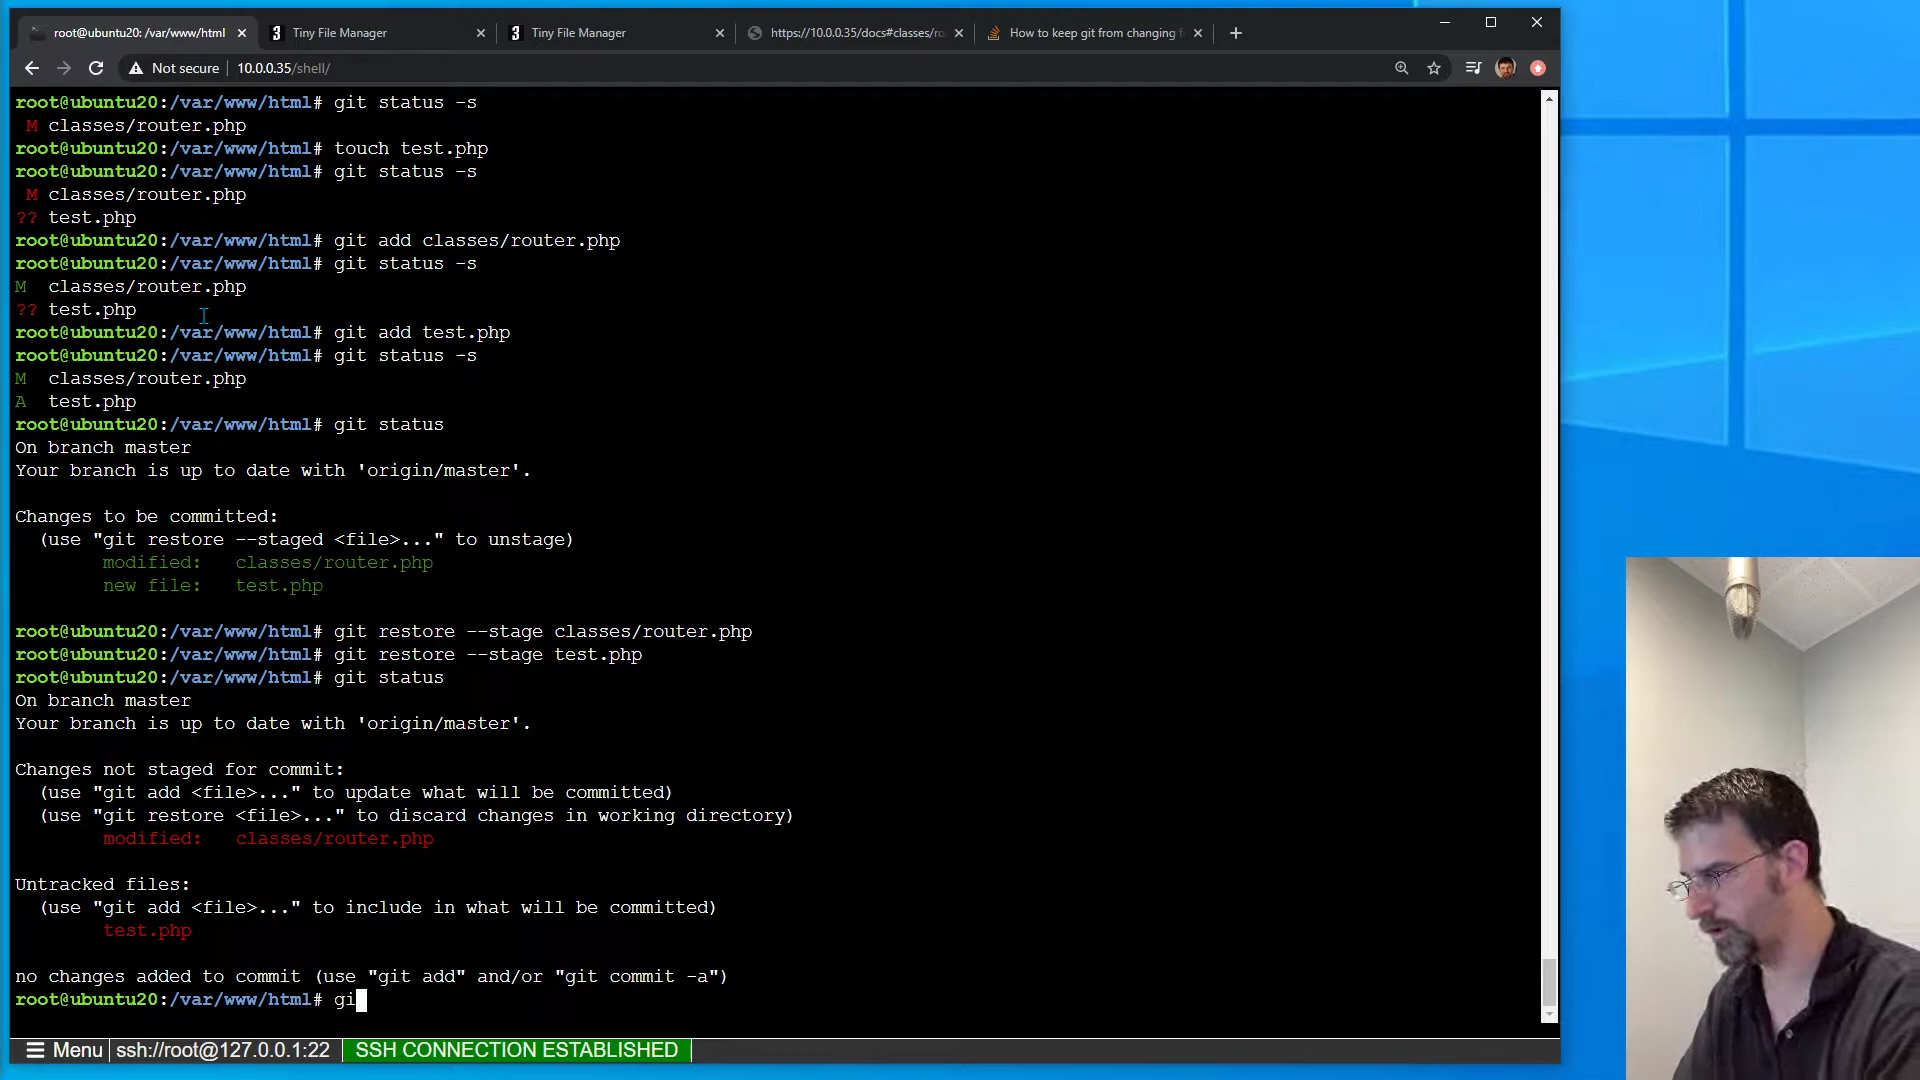 root@ubuntu20: /var/www/html
Tiny File Manager
Tiny File Manager
https://10.0.0.35/docs#classes/ro
How to keep git from changing f
Not secure
10.0.0.35/shell/
root@ubuntu20:/var/www/html# git status -s
M classes/router.php
root@ubuntu20:/var/www/html# touch test.php
root@ubuntu20:/var/www/html# git status -s
M classes/router.php
?? test.php
root@ubuntu20:/var/www/html# git add classes/router.php
root@ubuntu20:/var/www/html# git status -s
M  classes/router.php
?? test.php
root@ubuntu20:/var/www/html# git add test.php
root@ubuntu20:/var/www/html# git status -s
M  classes/router.php
A  test.php
root@ubuntu20:/var/www/html# git status
On branch master
Your branch is up to date with 'origin/master'.
Changes to be committed:
(use "git restore --staged <file>..." to unstage)
modified:   classes/router.php
new file:   test.php
root@ubuntu20:/var/www/html# git restore --stage classes/router.php
root@ubuntu20:/var/www/html# git restore --stage test.php
root@ubuntu20:/var/www/html# git status
On branch master
Your branch is up to date with 'origin/master'.
Changes not staged for commit:
(use "git add <file>..." to update what will be committed)
(use "git restore <file>..." to discard changes in working directory)
modified:   classes/router.php
Untracked files:
(use "git add <file>..." to include in what will be committed)
test.php
no changes added to commit (use "git add" and/or "git commit -a")
root@ubuntu20:/var/www/html# gi
Menu
ssh://root@127.0.0.1:22
SSH CONNECTION ESTABLISHED